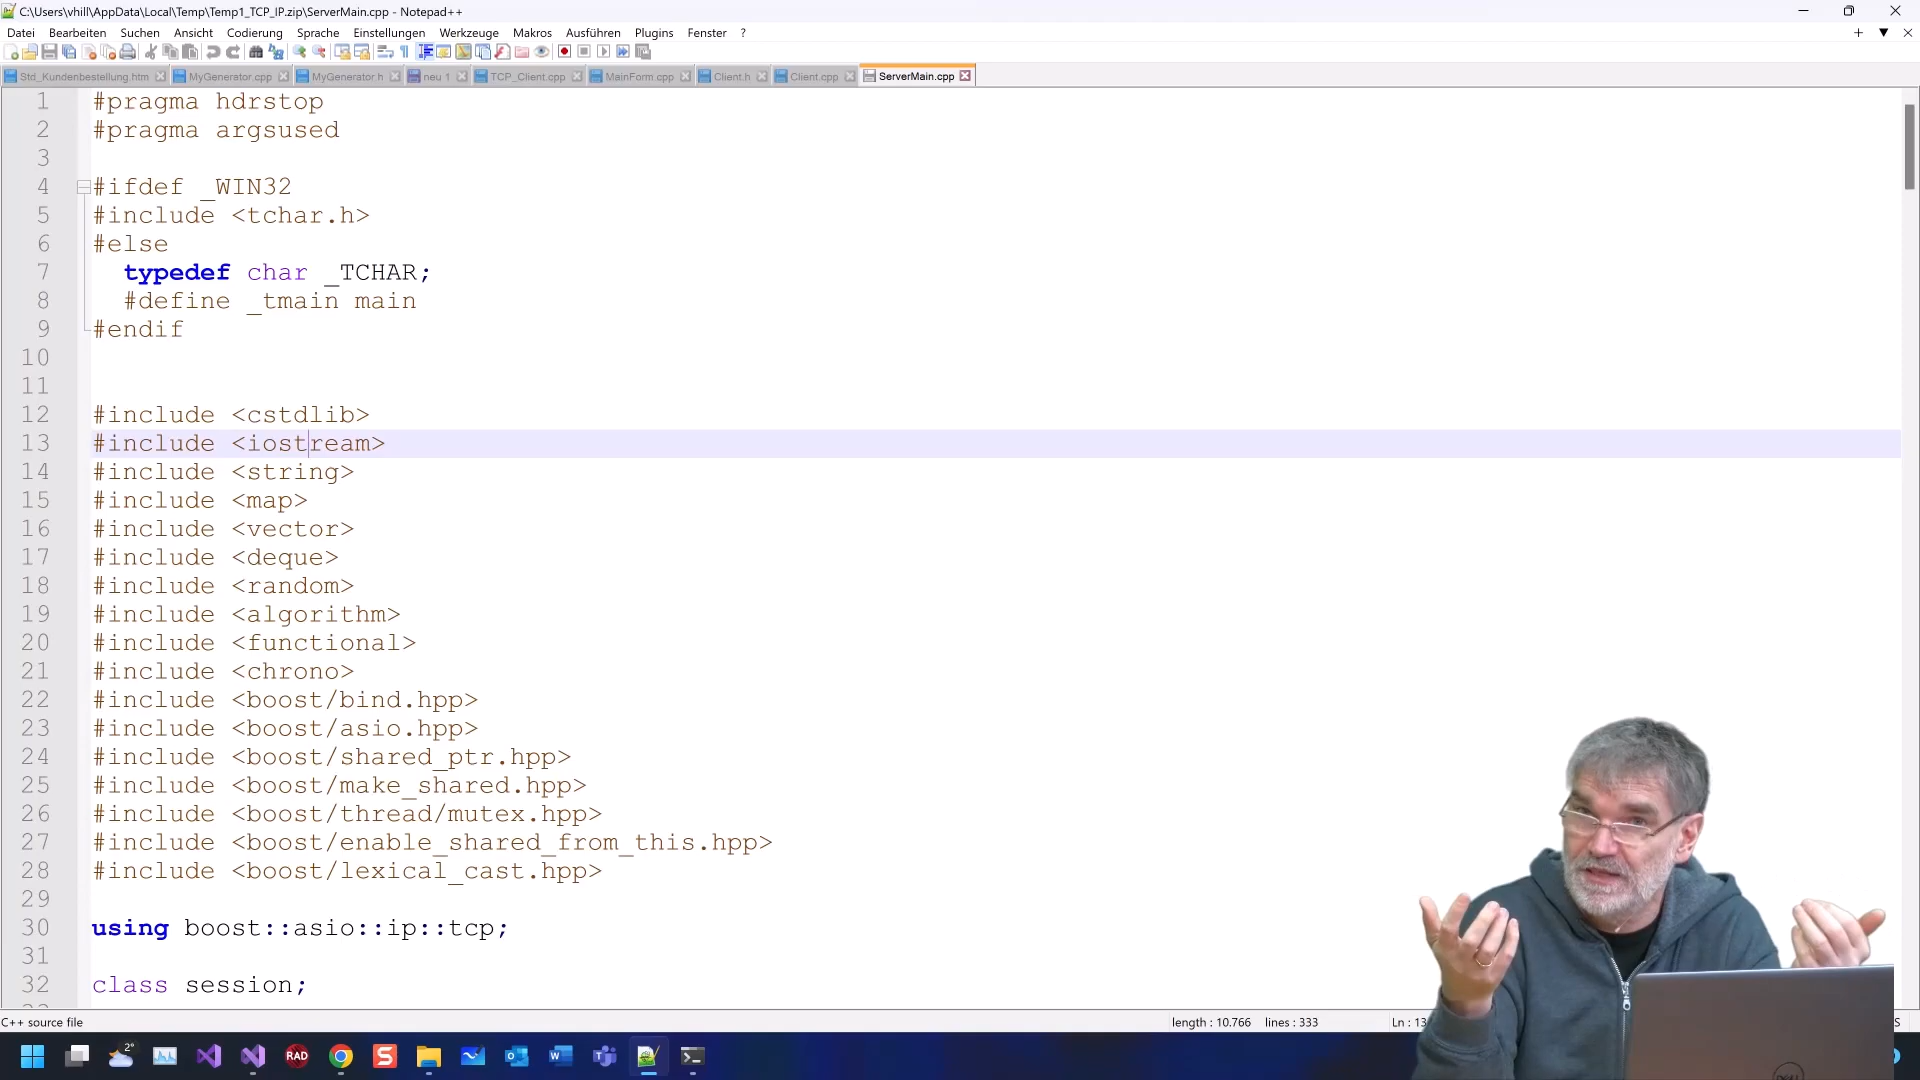 C:\Users\vhill\AppData\Local\Temp\Temp1_TCP_IP.zip\ServerMain.cpp - Notepad++
Datei Bearbeiten Suchen Ansicht Codierung Sprache Einstellungen Werkzeuge Makros Ausführen Plugins Fenster ?
Std_Kundenbestellung.htm MyGenerator.cpp MyGenerator.h neu 1 TCP_Client.cpp MainForm.cpp Client.h Client.cpp ServerMain.cpp
1 #pragma hdrstop
2 #pragma argsused
3
4 #ifdef _WIN32
5 #include <tchar.h>
6 #else
7 typedef char _TCHAR;
8 #define _tmain main
9 #endif
10
11
12 #include <cstdlib>
13 #include <iostream>
14 #include <string>
15 #include <map>
16 #include <vector>
17 #include <deque>
18 #include <random>
19 #include <algorithm>
20 #include <functional>
21 #include <chrono>
22 #include <boost/bind.hpp>
23 #include <boost/asio.hpp>
24 #include <boost/shared_ptr.hpp>
25 #include <boost/make_shared.hpp>
26 #include <boost/thread/mutex.hpp>
27 #include <boost/enable_shared_from_this.hpp>
28 #include <boost/lexical_cast.hpp>
29
30 using boost::asio::ip::tcp;
31
32 class session;
C++ source file length : 10.766 lines : 333 Ln : 13
2°
RAD